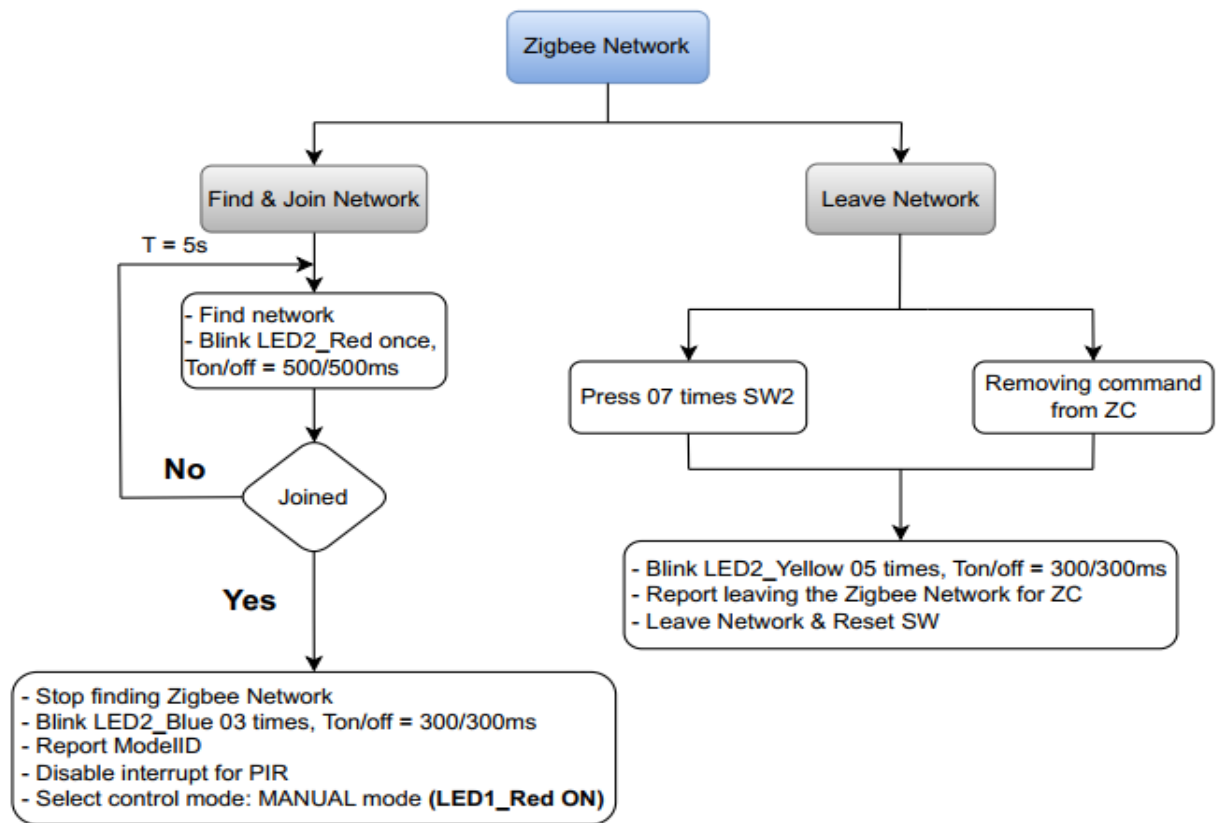 Zigbee Network
Find & Join Network
Leave Network
T = 5s
- Find network
- Blink LED2_Red once,
Ton/off = 500/500ms
Press 07 times SW2
Removing command
from ZC
No
Joined
Yes
- Blink LED2_Yellow 05 times, Ton/off = 300/300ms
- Report leaving the Zigbee Network for ZC
- Leave Network & Reset SW
- Stop finding Zigbee Network
- Blink LED2_Blue 03 times, Ton/off = 300/300ms
- Report ModelID
- Disable interrupt for PIR
- Select control mode: MANUAL mode (LED1_Red ON)